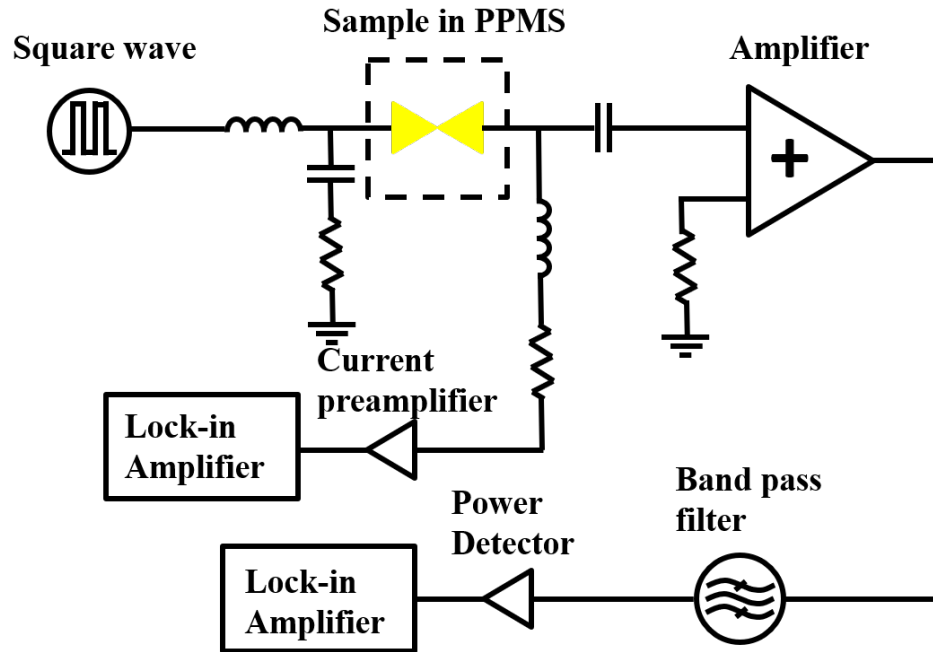 Sample in PPMS
Square wave
Amplifier
+
Current
preamplifier
Lock-in
Amplifier
Band pass
filter
Power
Detector
Lock-in
Amplifier